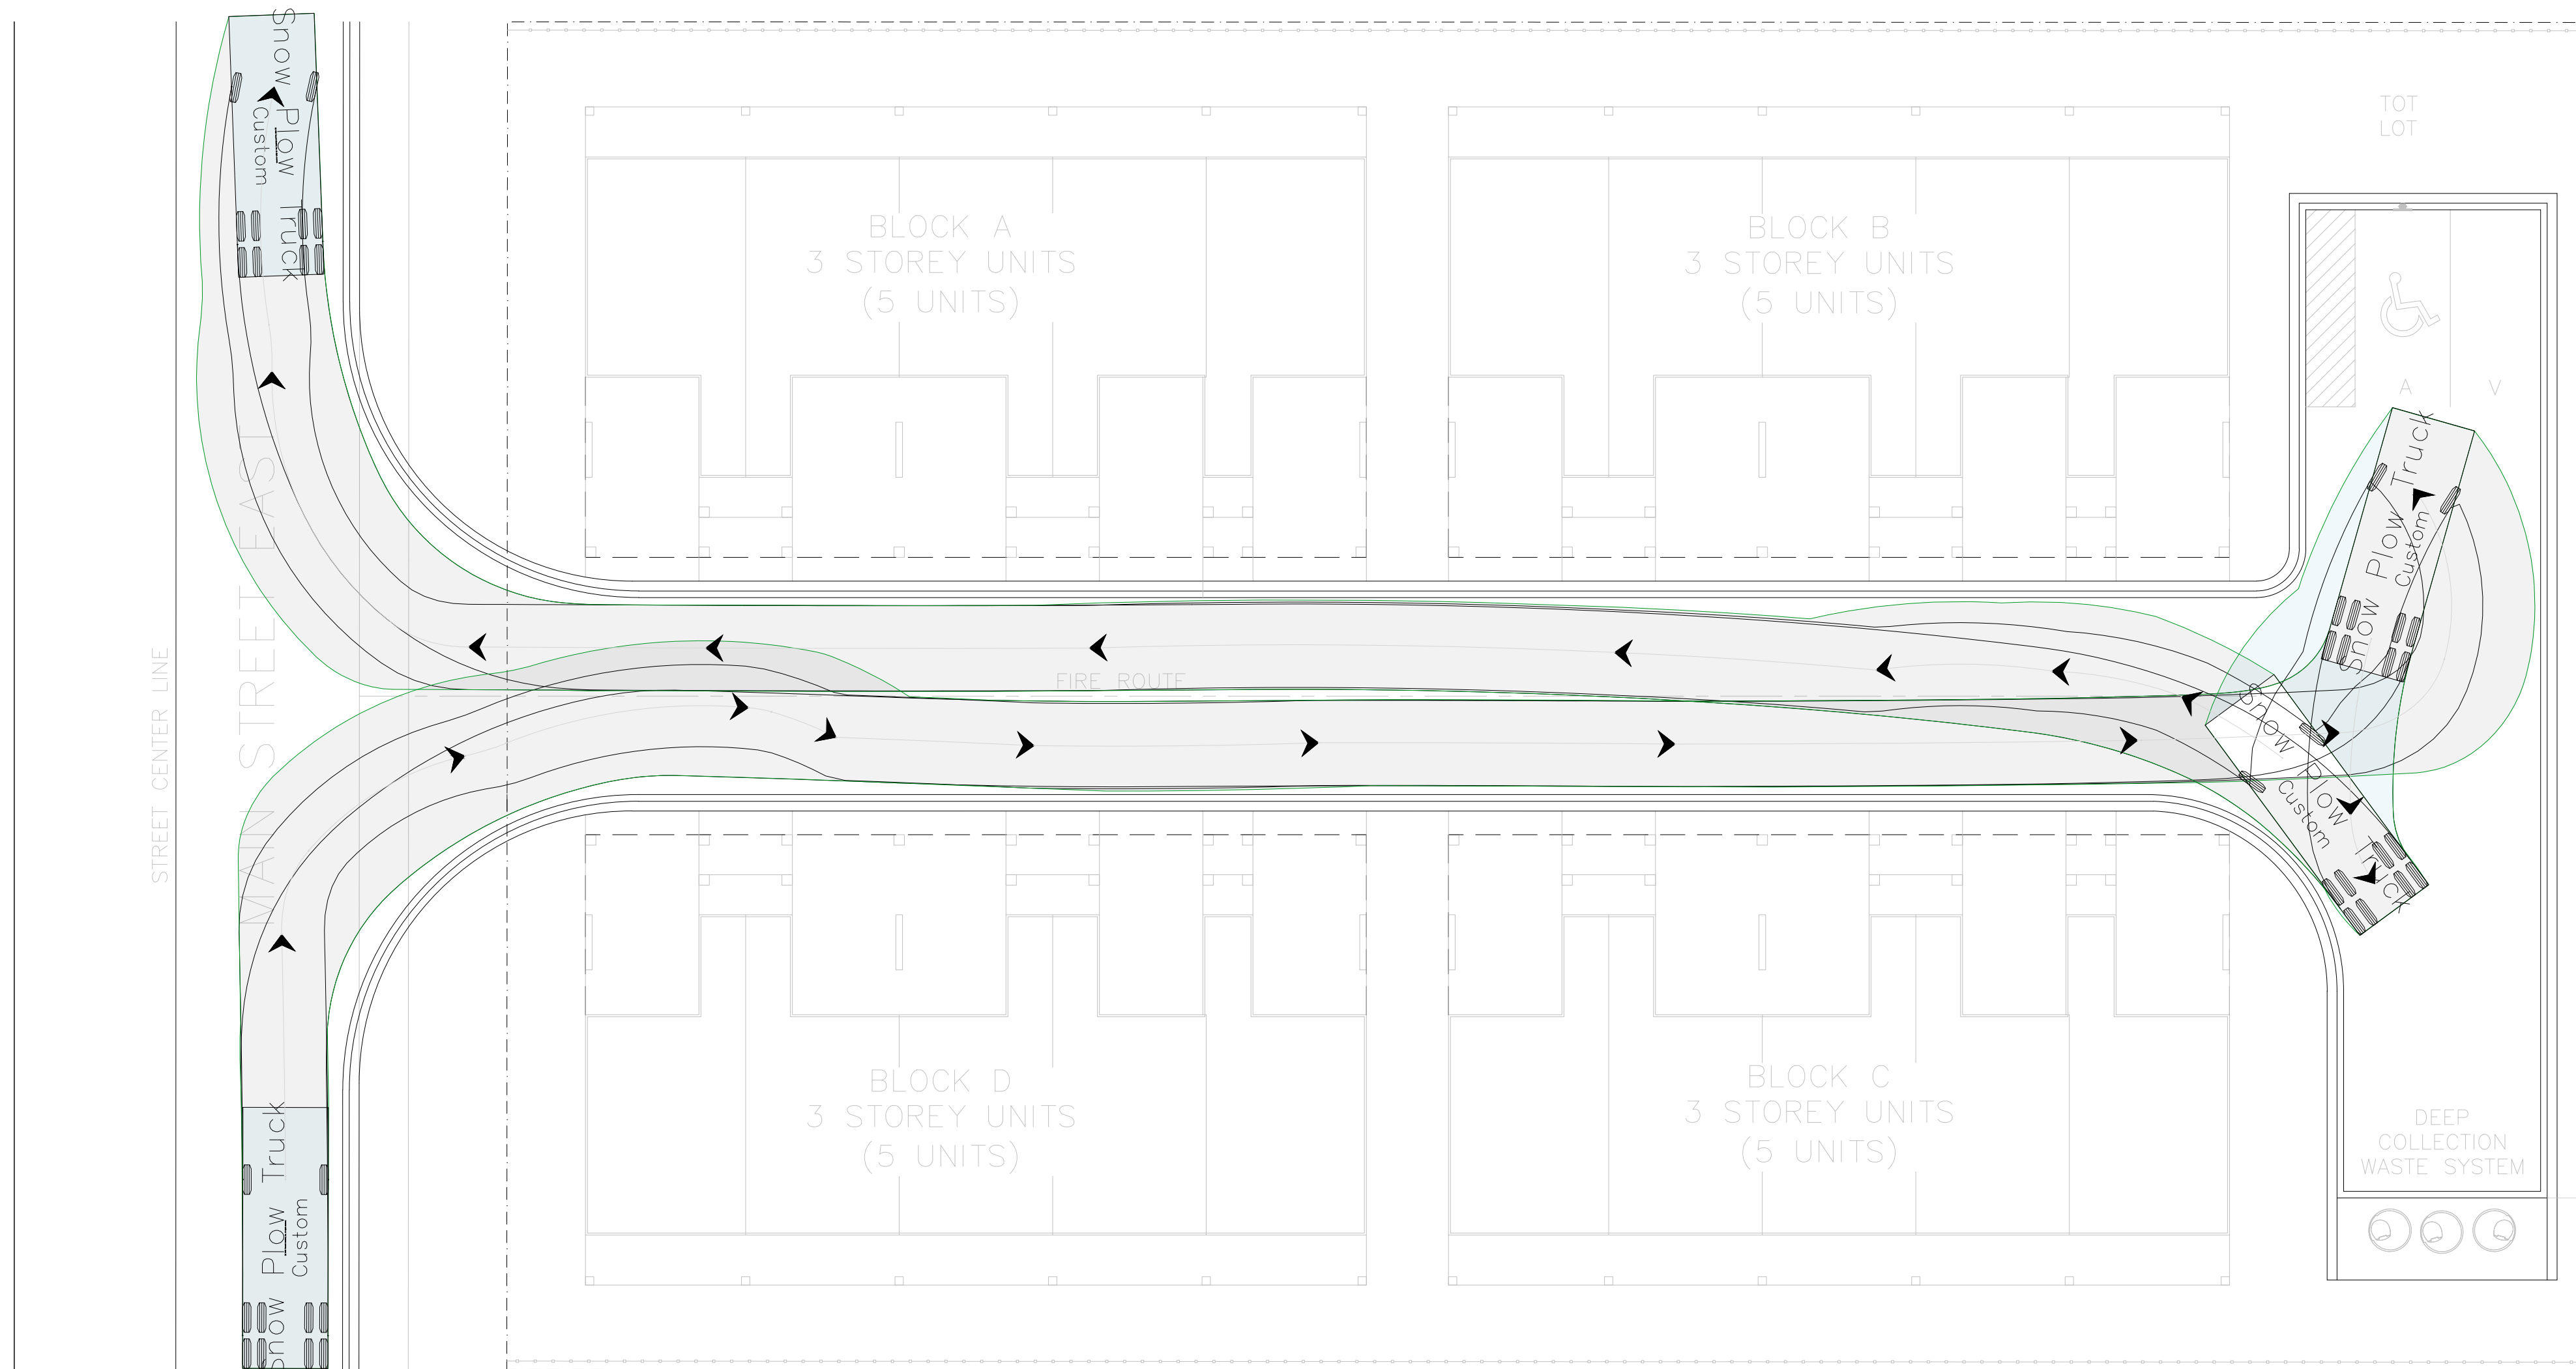 Snow Plow Truck
Custom
TOT
LOT
BLOCK A
3 STOREY UNITS
(5 UNITS)
BLOCK B
3 STOREY UNITS
(5 UNITS)
A
V
Snow Plow Truck
Custom
MAIN STREET EAST
STREET CENTER LINE
FIRE ROUTE
Snow Plow Truck
Custom
BLOCK D
3 STOREY UNITS
(5 UNITS)
BLOCK C
3 STOREY UNITS
(5 UNITS)
DEEP
COLLECTION
WASTE SYSTEM
Snow Plow Truck
Custom